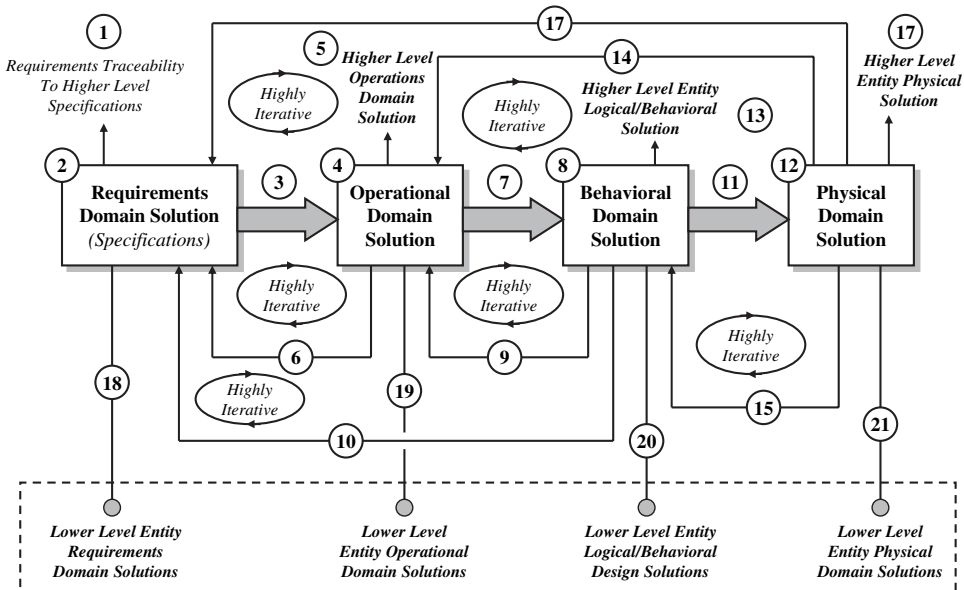 1
Requirements Traceability
To Higher Level
Specifications
5
Higher Level
Operations
Domain
Solution
17
14
17
Higher Level
Entity Physical
Solution
Highly
Iterative
Highly
Iterative
Higher Level Entity
Logical/Behavioral
Solution
13
2
Requirements
Domain Solution
(Specifications)
3
4
Operational
Domain
Solution
7
8
Behavioral
Domain
Solution
11
12
Physical
Domain
Solution
Highly
Iterative
Highly
Iterative
Highly
Iterative
6
9
Highly
Iterative
18
19
15
10
20
21
Lower Level Entity
Requirements
Domain Solutions
Lower Level
Entity Operational
Domain Solutions
Lower Level Entity
Logical/Behavioral
Design Solutions
Lower Level
Entity Physical
Domain Solutions